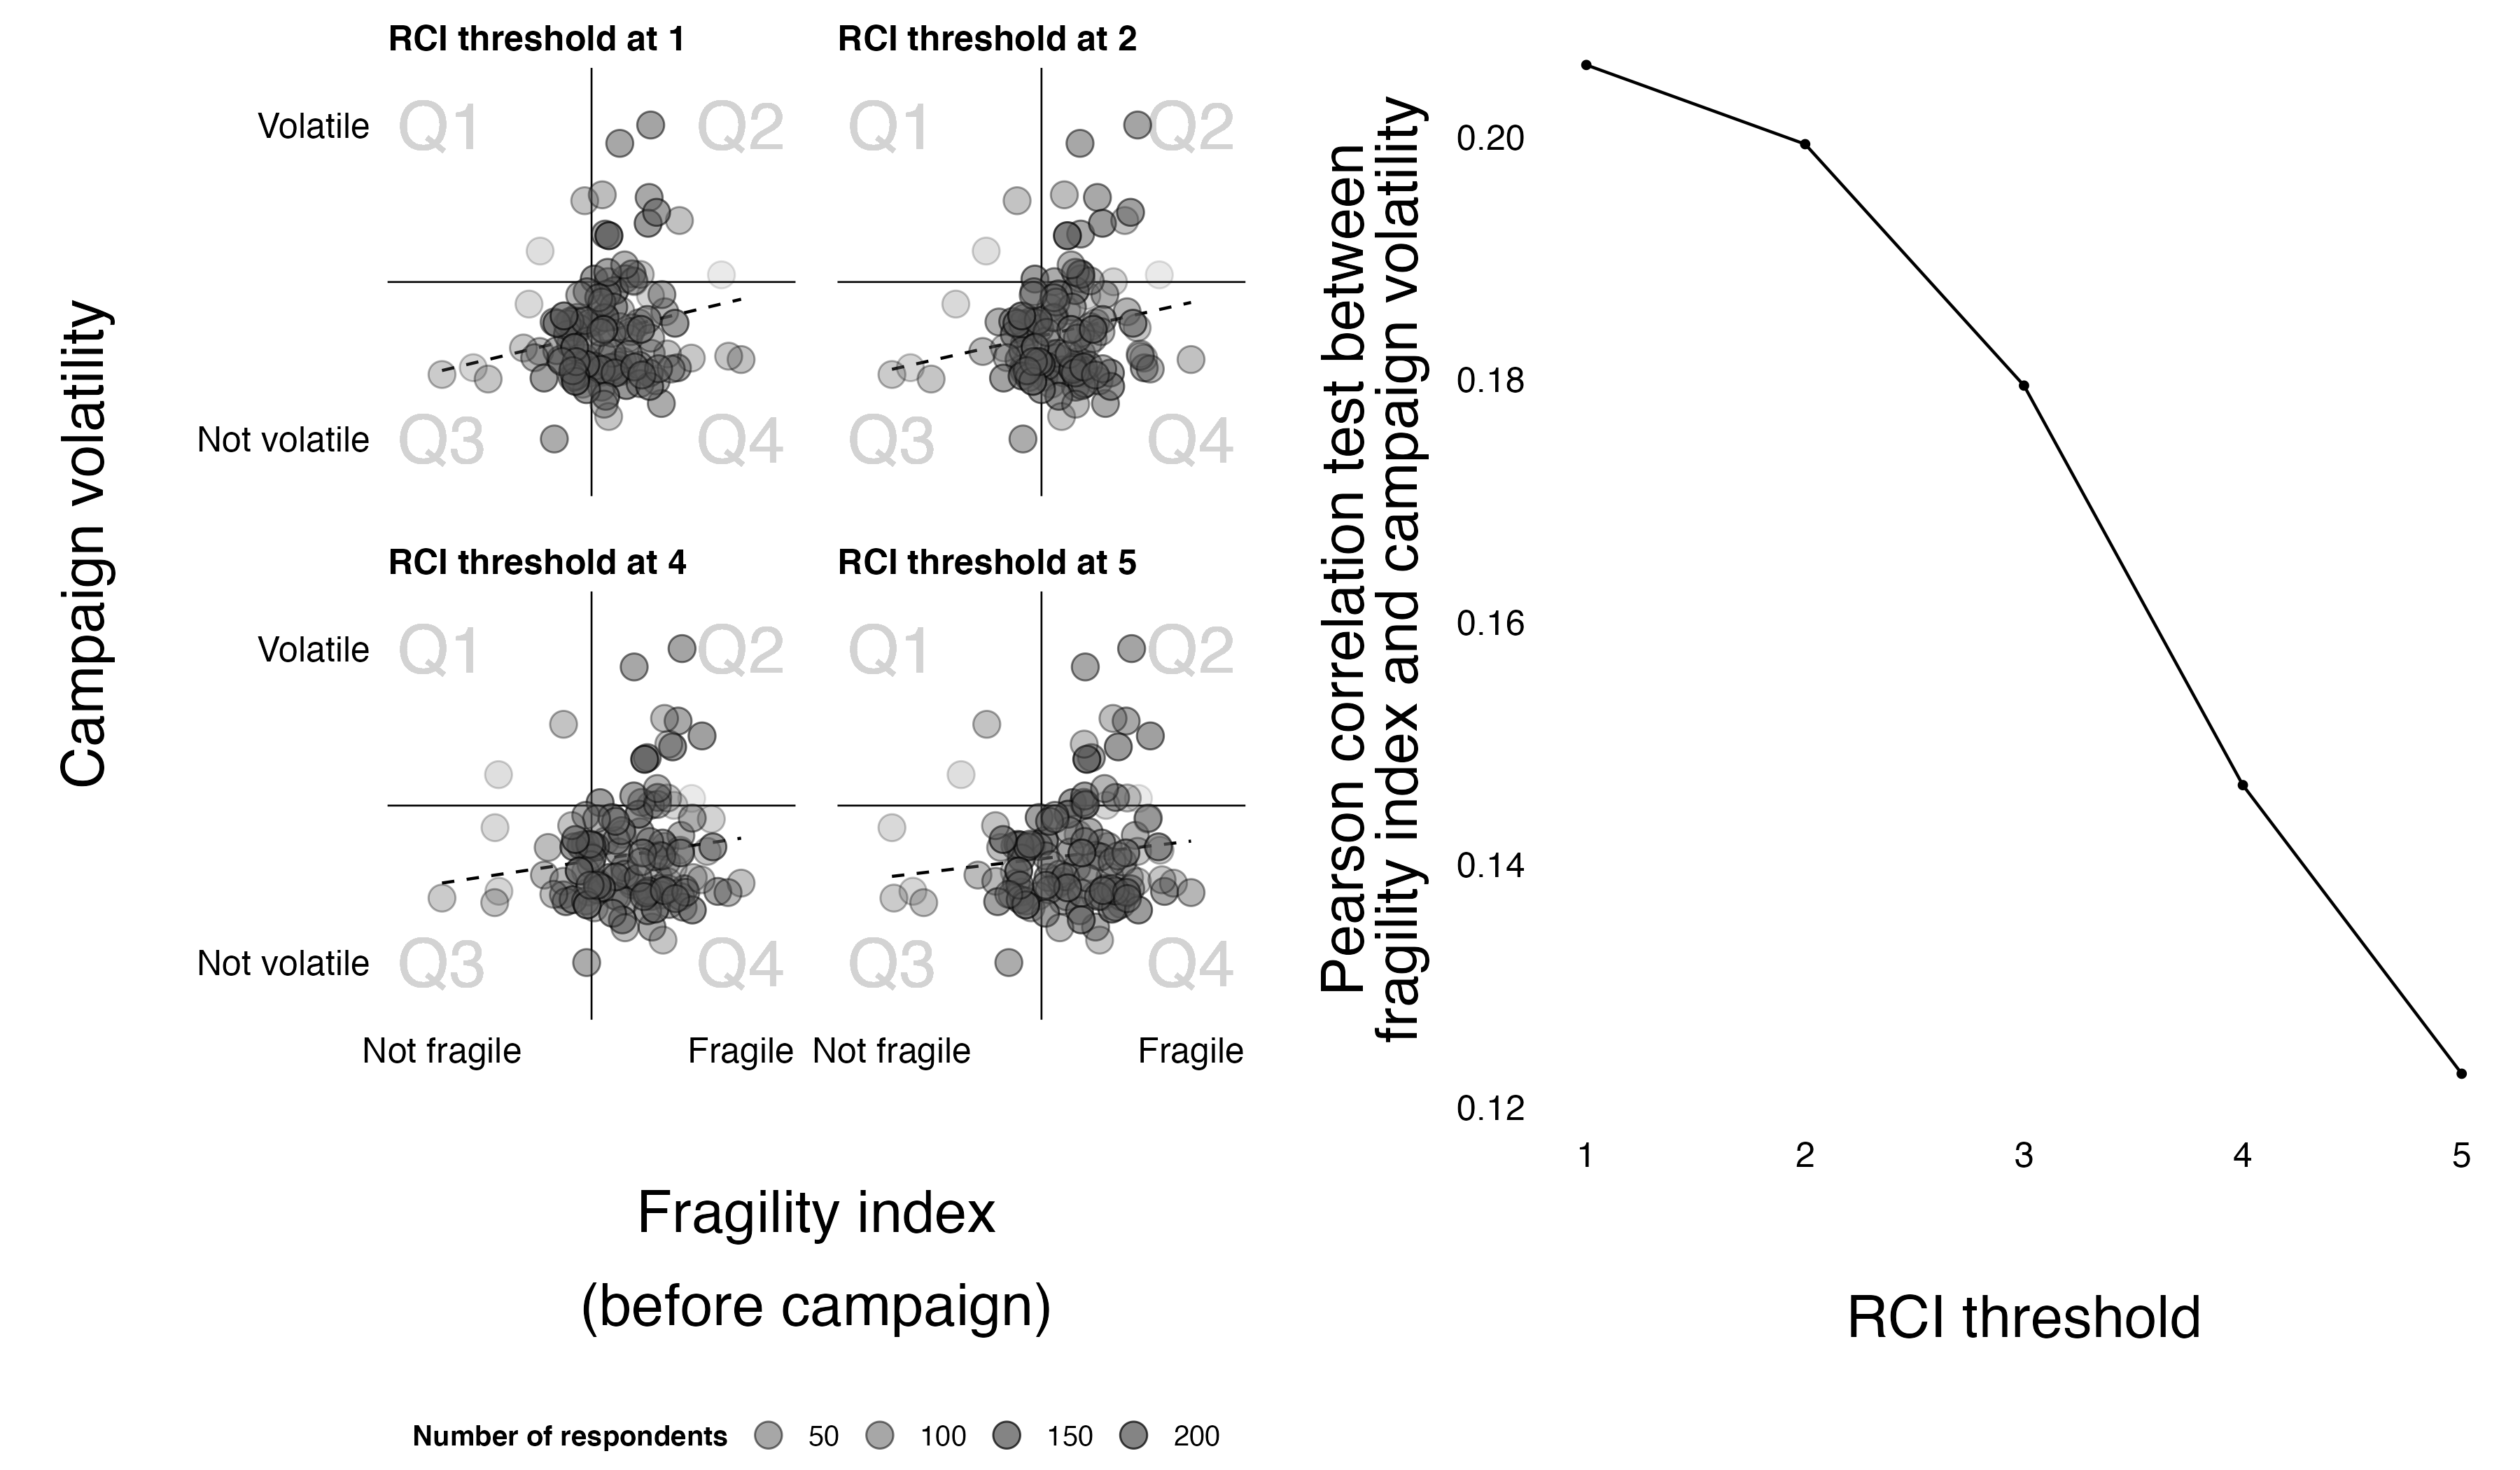 RCI threshold at 1
RCI threshold at 2
Volatile
Q1
Q2
Q1
Q2
Not volatile
Q3
Q4
Q3
Q4
RCI threshold at 4
RCI threshold at 5
Volatile
Q1
Q2
Q1
Q2
Not volatile
Q3
Q4
Q3
Q4
Not fragile
Fragile
Not fragile
Fragile
Campaign volatility
Fragility index
(before campaign)
Number of respondents
50
100
150
200
Pearson correlation test between
fragility index and campaign volatility
0.20
0.18
0.16
0.14
0.12
1
2
3
4
5
RCI threshold